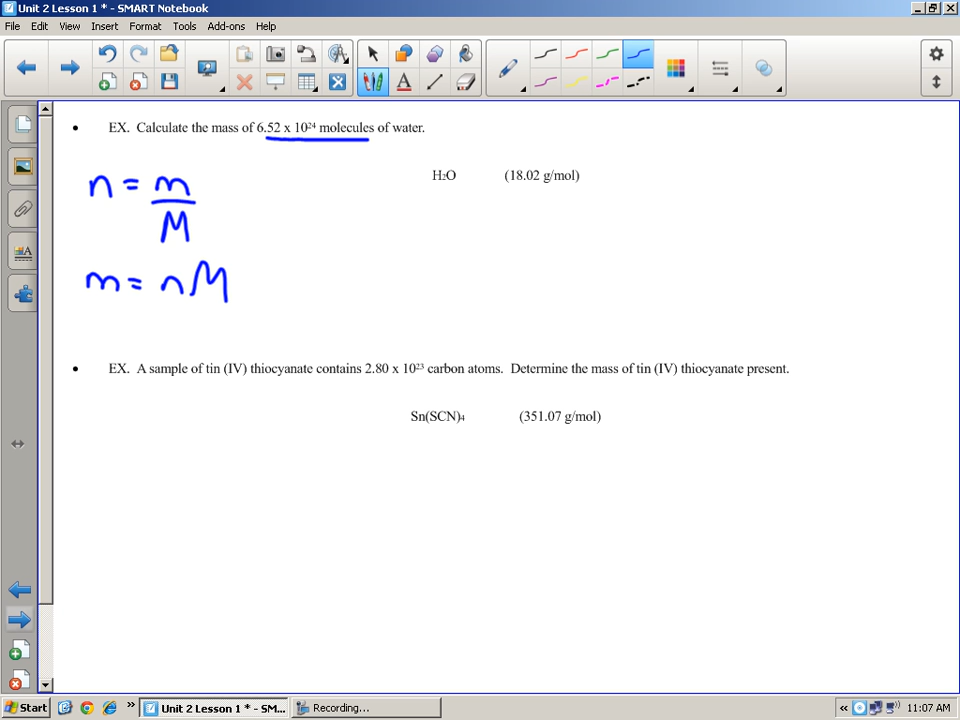 Unit 2 Lesson 1 * - SMART Notebook
File Edit View Insert Format Tools Add-ons Help
• EX. Calculate the mass of 6.52 x 10²⁴ molecules of water.
H₂O (18.02 g/mol)
n = m/M
m = nM
• EX. A sample of tin (IV) thiocyanate contains 2.80 x 10²³ carbon atoms. Determine the mass of tin (IV) thiocyanate present.
Sn(SCN)₄ (351.07 g/mol)
Start » Unit 2 Lesson 1 * - SM... Recording... « 11:07 AM